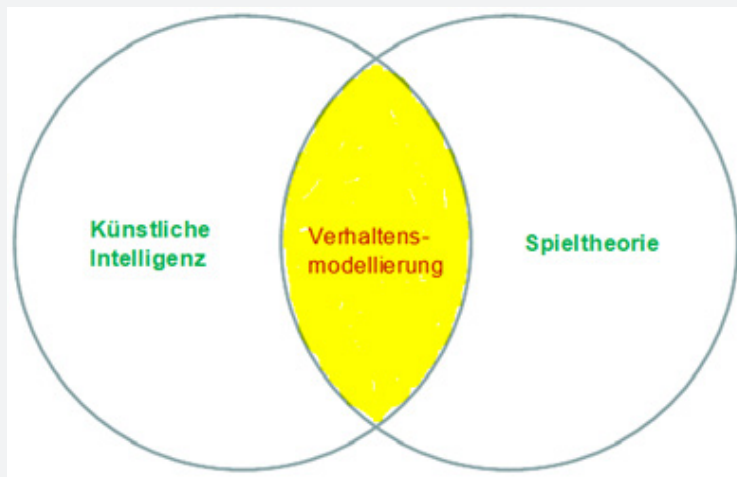 Künstliche
Intelligenz
Verhaltens-
modellierung
Spieltheorie